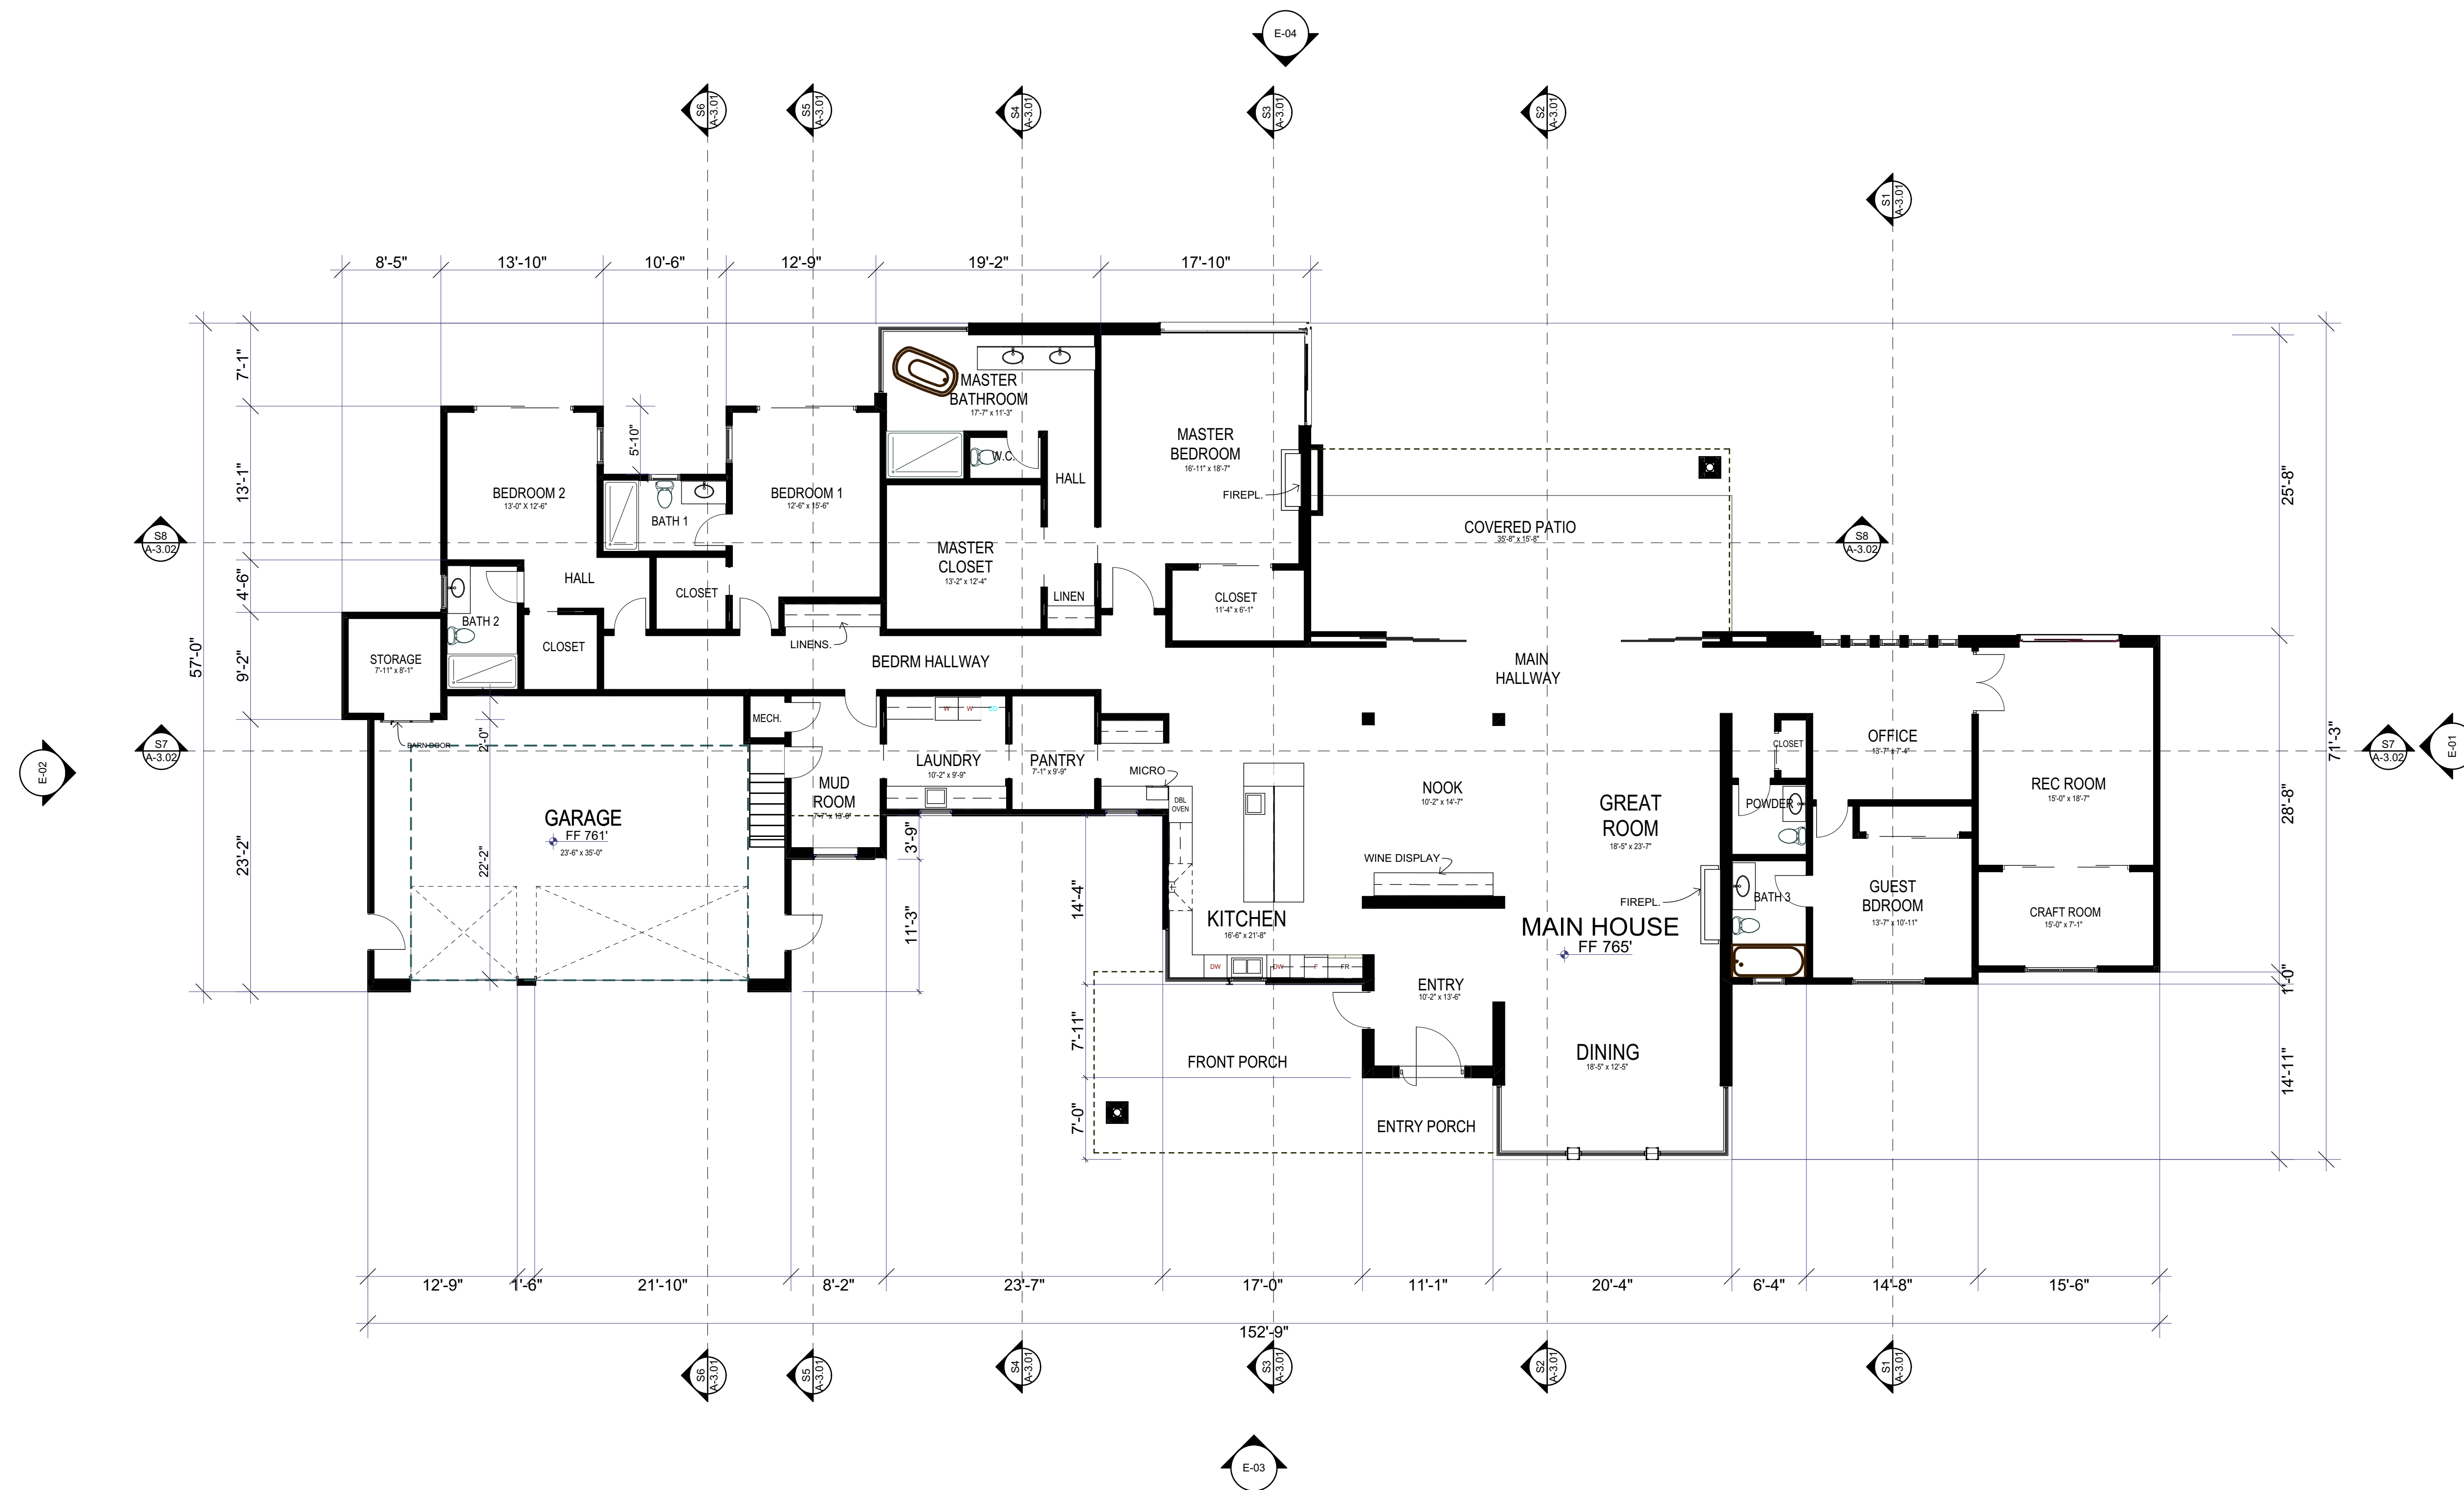 E-04
S6
A-3.01
S5
A-3.01
S4
A-3.01
S3
A-3.01
S2
A-3.01
S1
A-3.01
8'-5"
13'-10"
10'-6"
12'-9"
19'-2"
17'-10"
7'-1"
13'-1"
4'-6"
9'-2"
23'-2"
57'-0"
5'-10"
MASTER
BATHROOM
17'-7" x 11'-3"
W.C.
HALL
MASTER
BEDROOM
16'-11" x 18'-7"
FIREPL.
BEDROOM 2
13'-0" X 12'-6"
BATH 1
BEDROOM 1
12'-6" x 15'-6"
COVERED PATIO
35'-8" x 15'-8"
25'-8"
S8
A-3.02
S8
A-3.02
MASTER
CLOSET
13'-2" x 12'-4"
HALL
CLOSET
LINEN
CLOSET
11'-4" x 6'-1"
BATH 2
CLOSET
LINENS.
STORAGE
7'-11" x 8'-1"
BEDRM HALLWAY
MAIN
HALLWAY
MECH.
W
W
BARN DOOR
2'-0"
S7
A-3.02
S7
A-3.02
E-02
E-01
71'-3"
CLOSET
OFFICE
13'-7" x 7'-4"
LAUNDRY
10'-2" x 9'-9"
PANTRY
7'-1" x 9'-9"
MICRO
MUD
ROOM
DBL
OVEN
NOOK
10'-2" x 14'-7"
GREAT
ROOM
18'-5" x 23'-7"
POWDER
REC ROOM
15'-0" x 18'-7"
28'-8"
GARAGE
FF 761'
23'-6" x 35'-0"
22'-2"
3'-9"
11'-3"
14'-4"
WINE DISPLAY
FIREPL.
BATH 3
GUEST
BDROOM
13'-7" x 10'-11"
CRAFT ROOM
15'-0" x 7'-1"
KITCHEN
16'-6" x 21'-8"
MAIN HOUSE
FF 765'
DW
DW
F
FR
ENTRY
10'-2" x 13'-6"
1'-0"
7'-11"
FRONT PORCH
DINING
18'-5" x 12'-5"
14'-11"
7'-0"
ENTRY PORCH
12'-9"
1'-6"
21'-10"
8'-2"
23'-7"
17'-0"
11'-1"
20'-4"
6'-4"
14'-8"
15'-6"
152'-9"
S6
A-3.01
S5
A-3.01
S4
A-3.01
S3
A-3.01
S2
A-3.01
S1
A-3.01
E-03